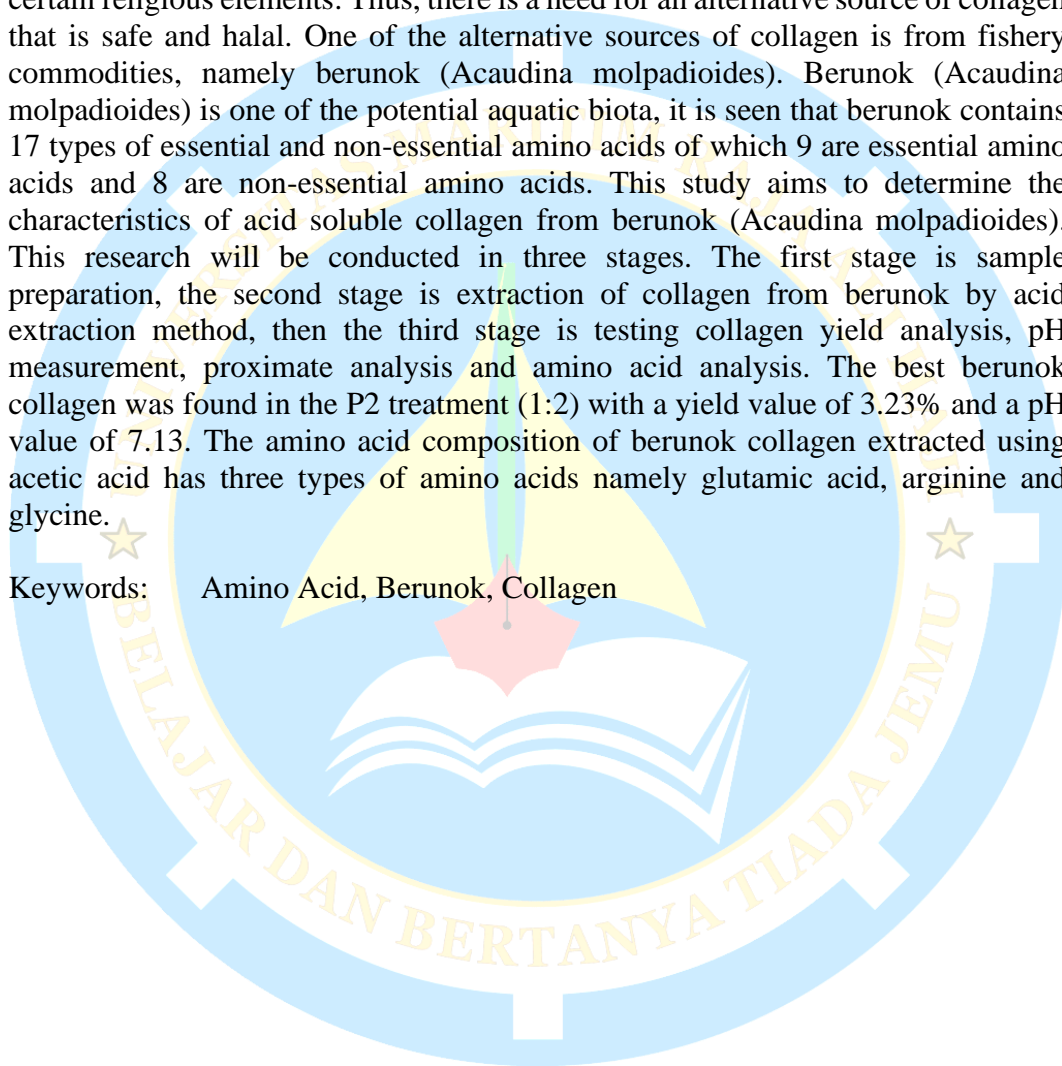 certain religious elements. Thus, there is a need for an alternative source of collagen
that is safe and halal. One of the alternative sources of collagen is from fishery
commodities, namely berunok (Acaudina molpadioides). Berunok (Acaudina
molpadioides) is one of the potential aquatic biota, it is seen that berunok contains
17 types of essential and non-essential amino acids of which 9 are essential amino
acids and 8 are non-essential amino acids. This study aims to determine the
characteristics of acid soluble collagen from berunok (Acaudina molpadioides).
This research will be conducted in three stages. The first stage is sample
preparation, the second stage is extraction of collagen from berunok by acid
extraction method, then the third stage is testing collagen yield analysis, pH
measurement, proximate analysis and amino acid analysis. The best berunok
collagen was found in the P2 treatment (1:2) with a yield value of 3.23% and a pH
value of 7.13. The amino acid composition of berunok collagen extracted using
acetic acid has three types of amino acids namely glutamic acid, arginine and
glycine.
Keywords: Amino Acid, Berunok, Collagen
UNIVERSITAS MARITIM RAJA ALI HAJI
BELAJAR DAN BERTANYA TIADA JEMU